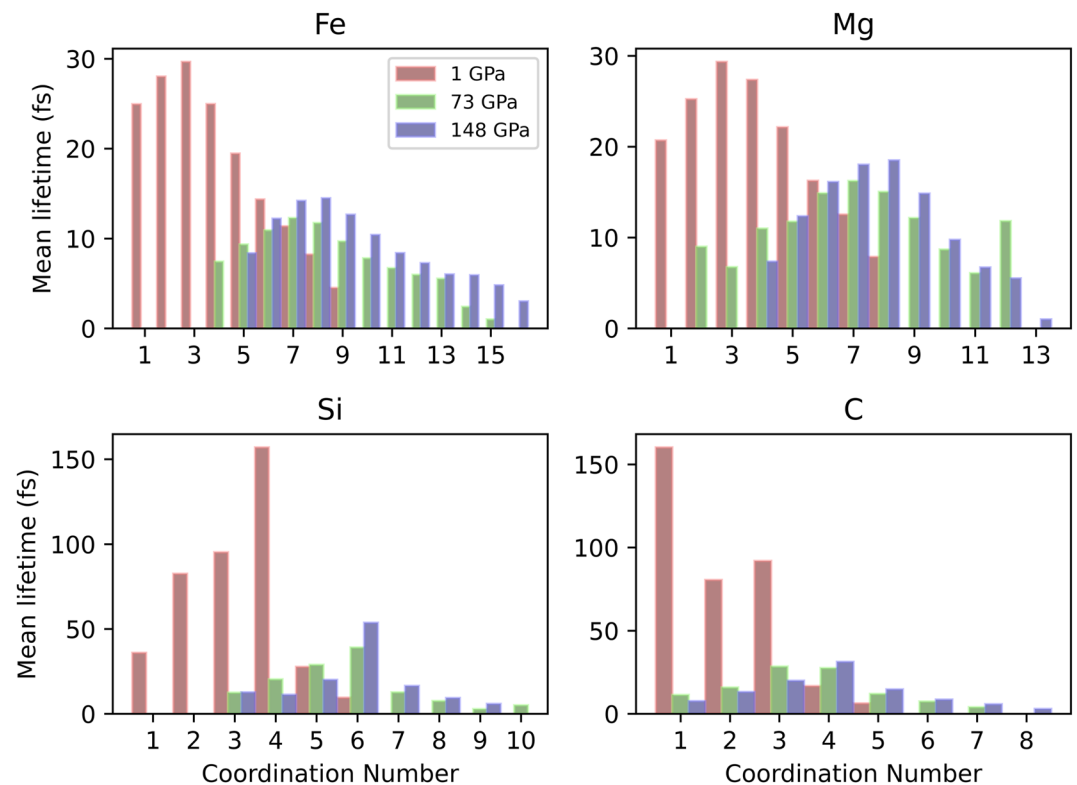 Fe
Mg
30
20
10
0
Mean lifetime (fs)
1 GPa
73 GPa
148 GPa
1 3 5 7 9 11 13 15
30
20
10
0
1 3 5 7 9 11 13
Si
C
150
100
50
0
Mean lifetime (fs)
1 2 3 4 5 6 7 8 9 10
Coordination Number
150
100
50
0
1 2 3 4 5 6 7 8
Coordination Number